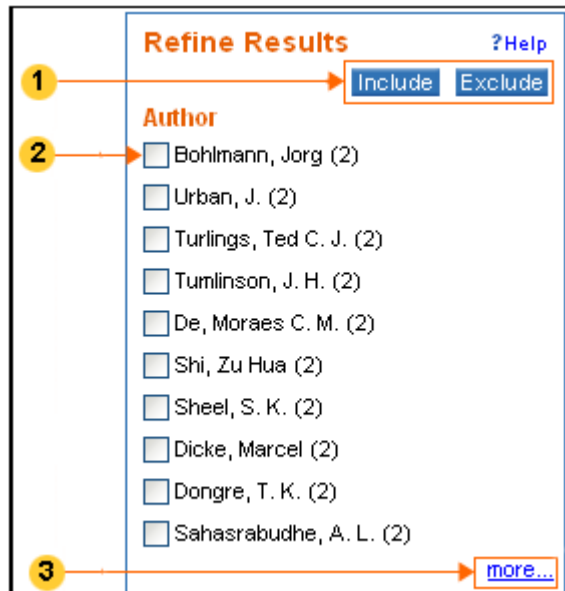 Refine Results
?Help
1
Include Exclude
Author
2
Bohlmann, Jorg (2)
Urban, J. (2)
Turlings, Ted C. J. (2)
Tumlinson, J. H. (2)
De, Moraes C. M. (2)
Shi, Zu Hua (2)
Sheel, S. K. (2)
Dicke, Marcel (2)
Dongre, T. K. (2)
Sahasrabudhe, A. L. (2)
3
more...